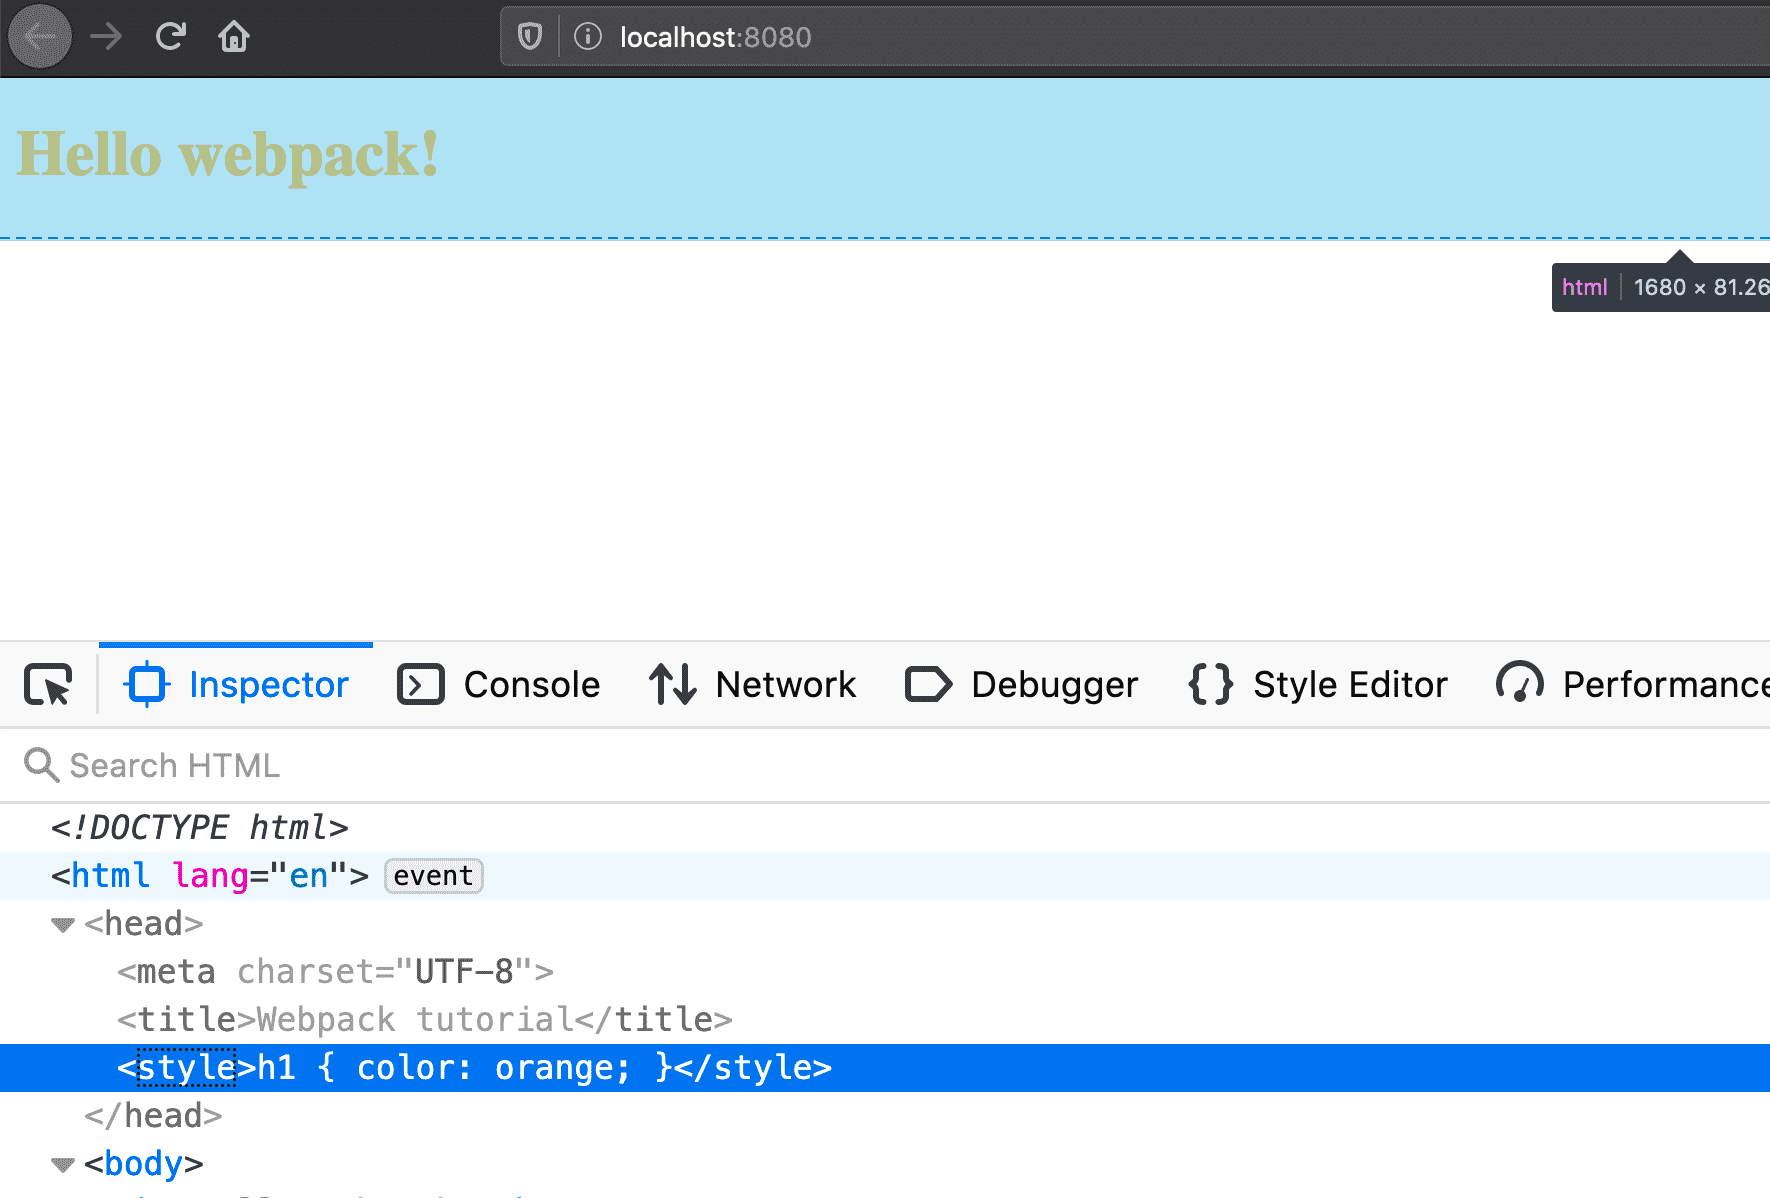 localhost:8080
Hello webpack!
html 1680 × 81.26
Inspector Console Network Debugger Style Editor Performance
Search HTML
<!DOCTYPE html>
<html lang="en"> event
<head>
<meta charset="UTF-8">
<title>Webpack tutorial</title>
<style>h1 { color: orange; }</style>
</head>
<body>